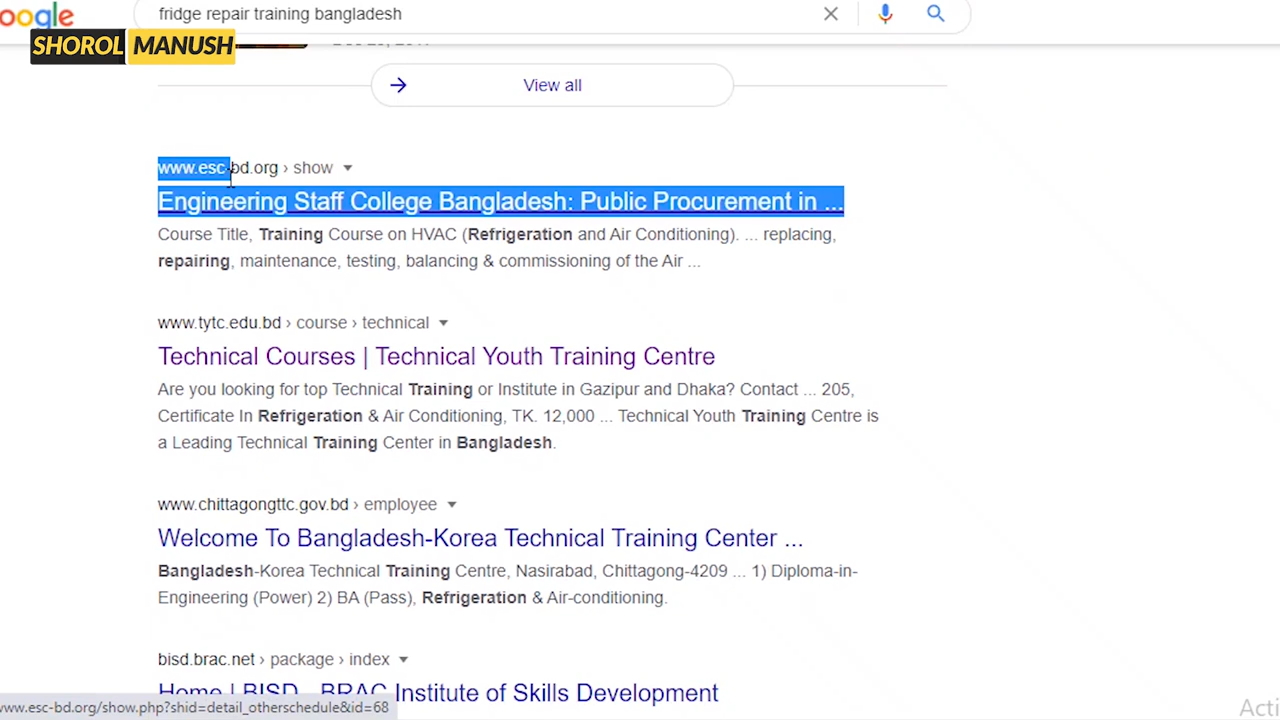 oogle
fridge repair training bangladesh
SHOROL MANUSH
View all
www.esc-bd.org › show
Engineering Staff College Bangladesh: Public Procurement in ...
Course Title, Training Course on HVAC (Refrigeration and Air Conditioning). ... replacing,
repairing, maintenance, testing, balancing & commissioning of the Air ...
www.tytc.edu.bd › course › technical
Technical Courses | Technical Youth Training Centre
Are you looking for top Technical Training or Institute in Gazipur and Dhaka? Contact ... 205,
Certificate In Refrigeration & Air Conditioning, TK. 12,000 ... Technical Youth Training Centre is
a Leading Technical Training Center in Bangladesh.
www.chittagongttc.gov.bd › employee
Welcome To Bangladesh-Korea Technical Training Center ...
Bangladesh-Korea Technical Training Centre, Nasirabad, Chittagong-4209 ... 1) Diploma-in-
Engineering (Power) 2) BA (Pass), Refrigeration & Air-conditioning.
bisd.brac.net › package › index
Home | BISD - BRAC Institute of Skills Development
www.esc-bd.org/show.php?shid=detail_otherschedule&id=68
Acti